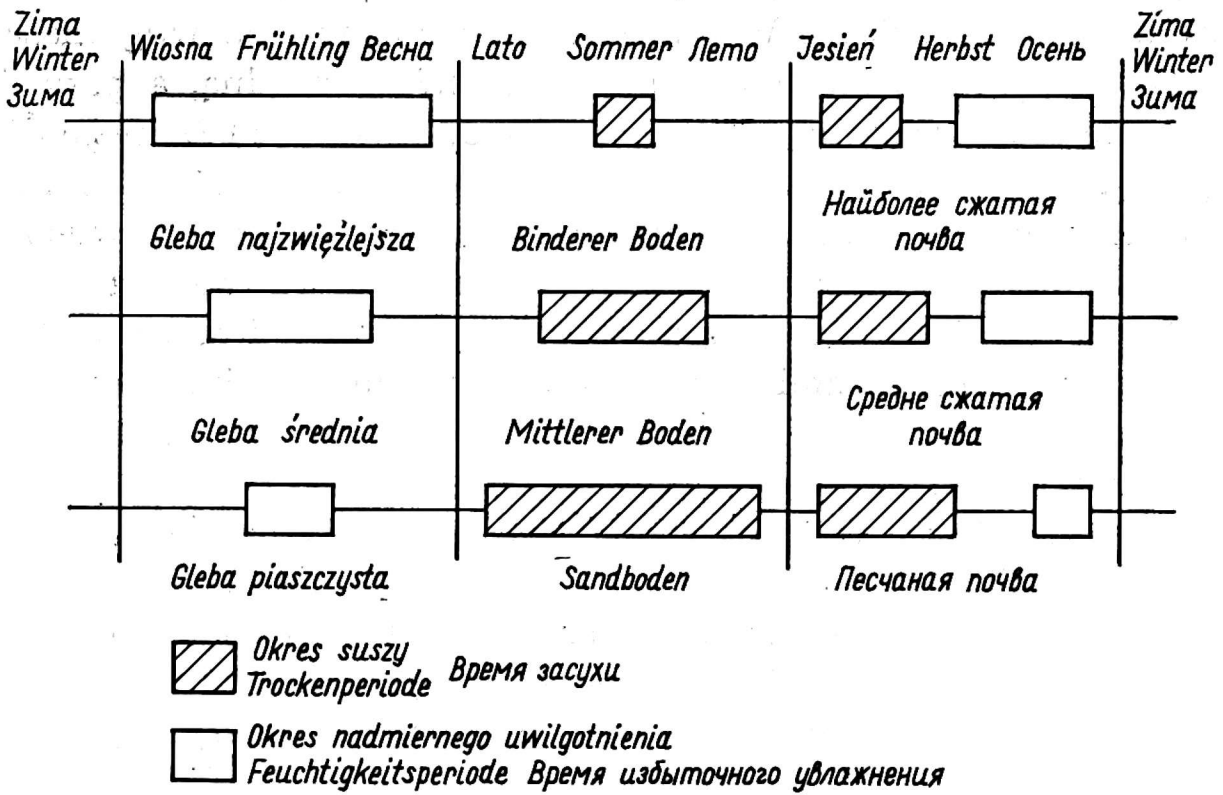 Zima
Winter
Зима
Wiosna Frühling Весна
Lato Sommer Лето
Jesień Herbst Осень
Zima
Winter
Зима
Gleba najzwięźlejsza
Binderer Boden
Наиболее сжатая
почва
Gleba średnia
Mittlerer Boden
Средне сжатая
почва
Gleba piaszczysta
Sandboden
Песчаная почва
Okres suszy
Trockenperiode Время засухи
Okres nadmiernego uwilgotnienia
Feuchtigkeitsperiode Время избыточного увлажнения